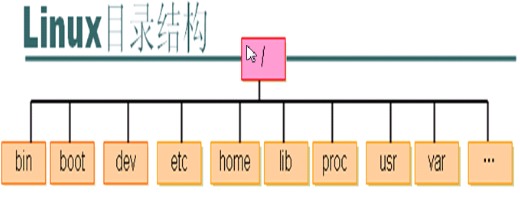 Linux目录结构
/
bin boot dev etc home lib proc usr var ...